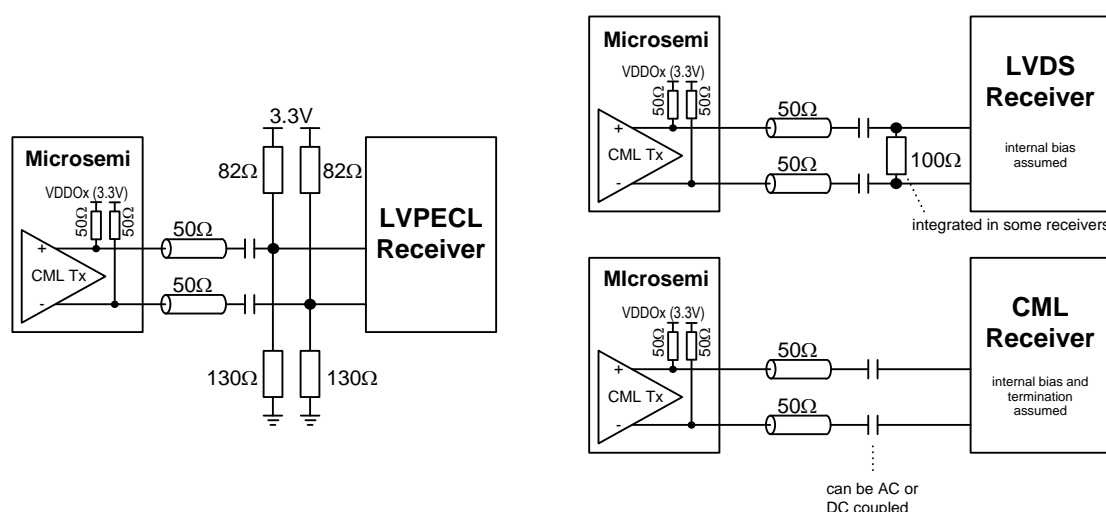 Microsemi
VDDOx (3.3V)
50Ω
50Ω
+
CML Tx
-
50Ω
50Ω
3.3V
82Ω
82Ω
130Ω
130Ω
LVPECL
Receiver
Microsemi
VDDOx (3.3V)
50Ω
50Ω
+
CML Tx
-
50Ω
50Ω
100Ω
integrated in some receivers
LVDS
Receiver
internal bias
assumed
MIcrosemi
VDDOx (3.3V)
50Ω
50Ω
+
CML Tx
-
50Ω
50Ω
can be AC or
DC coupled
CML
Receiver
internal bias and
termination
assumed